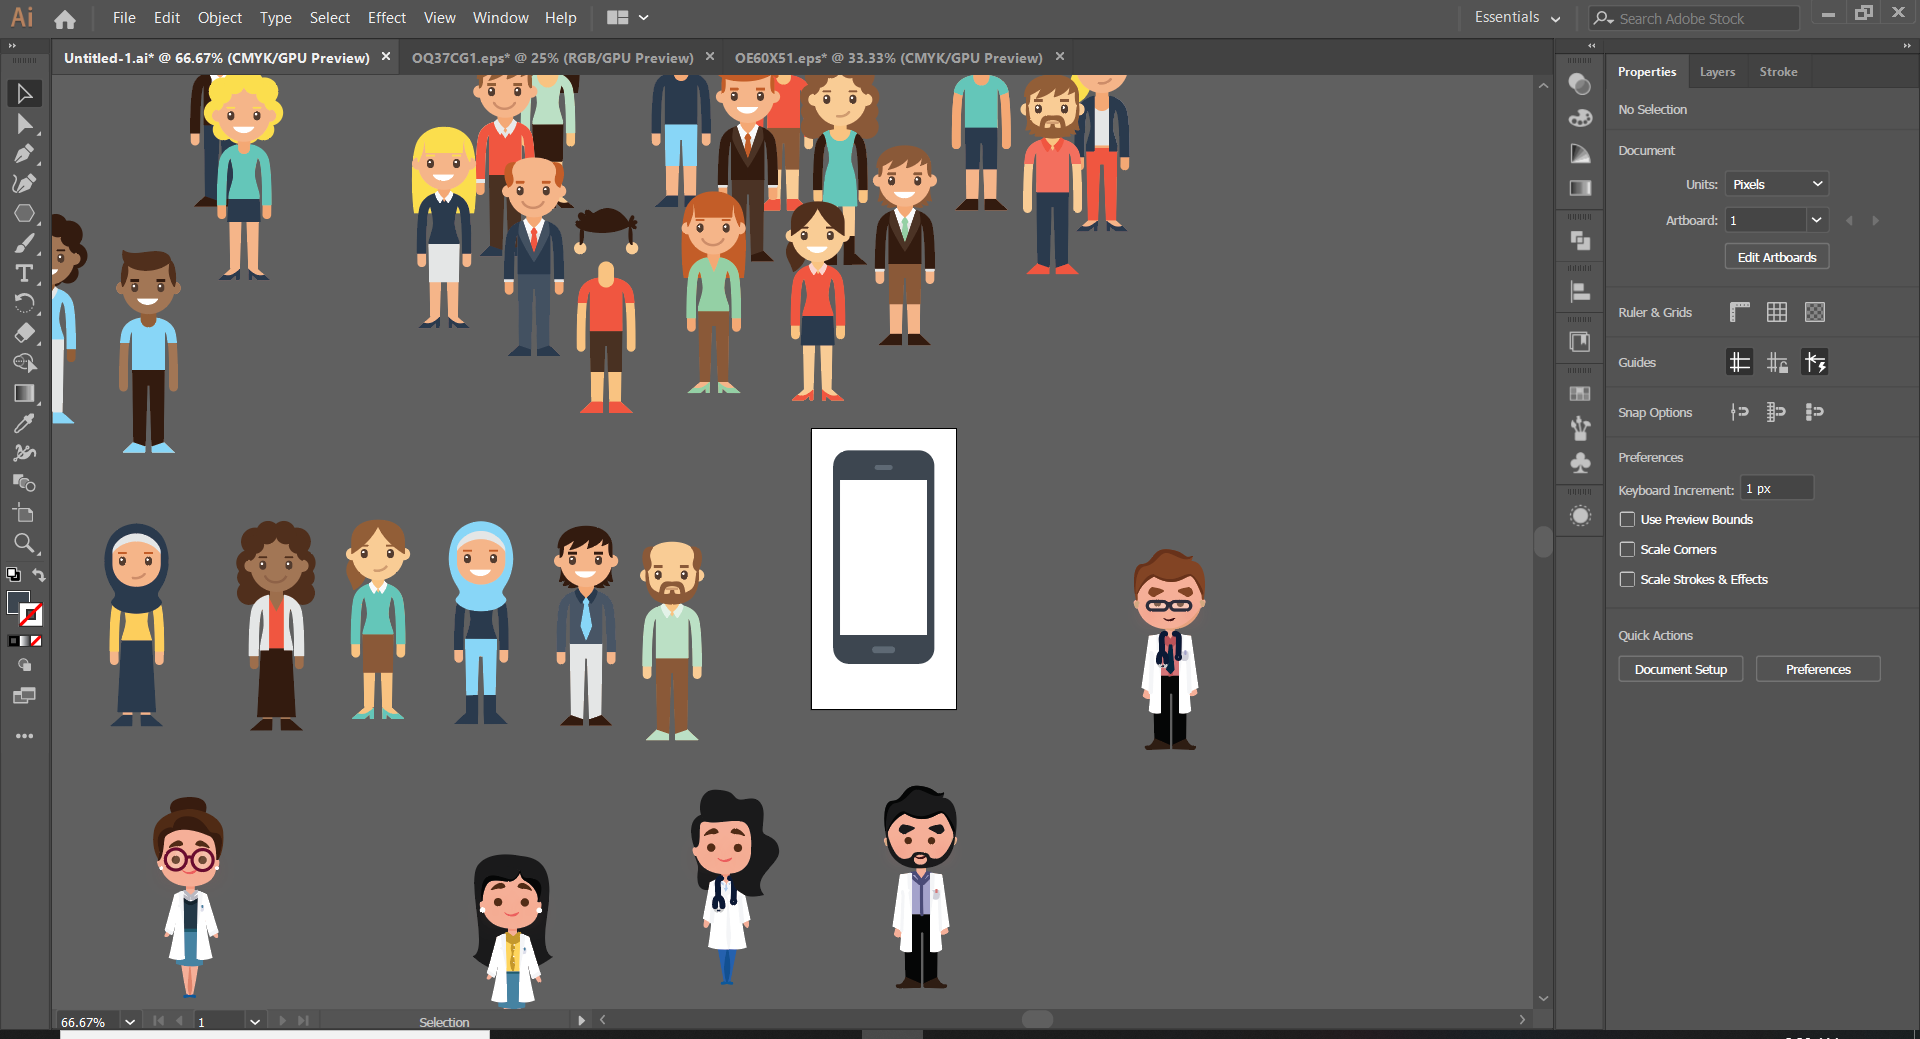 Ai File Edit Object Type Select Effect View Window Help Essentials Search Adobe Stock
Untitled-1.ai* @ 66.67% (CMYK/GPU Preview) × OQ37CG1.eps* @ 25% (RGB/GPU Preview) × OE60X51.eps* @ 33.33% (CMYK/GPU Preview) ×
Properties Layers Stroke
No Selection
Document
Units: Pixels
Artboard: 1
Edit Artboards
Ruler & Grids
Guides
Snap Options
Preferences
Keyboard Increment: 1 px
Use Preview Bounds
Scale Corners
Scale Strokes & Effects
Quick Actions
Document Setup Preferences
66.67% 1 Selection